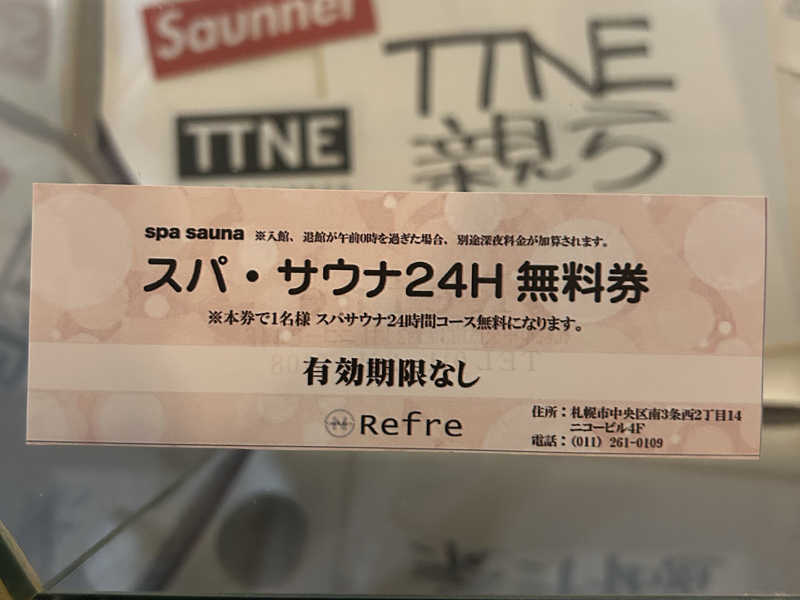 Saunner
TTNE
TTNE
親ら
spa sauna ※入館、退館が午前0時を過ぎた場合、別途深夜料金が加算されます。
スパ・サウナ24H 無料券
※本券で1名様 スパサウナ24時間コース無料になります。
有効期限なし
Refre
住所：札幌市中央区南3条西2丁目14
ニコービル4F
電話：(011) 261-0109